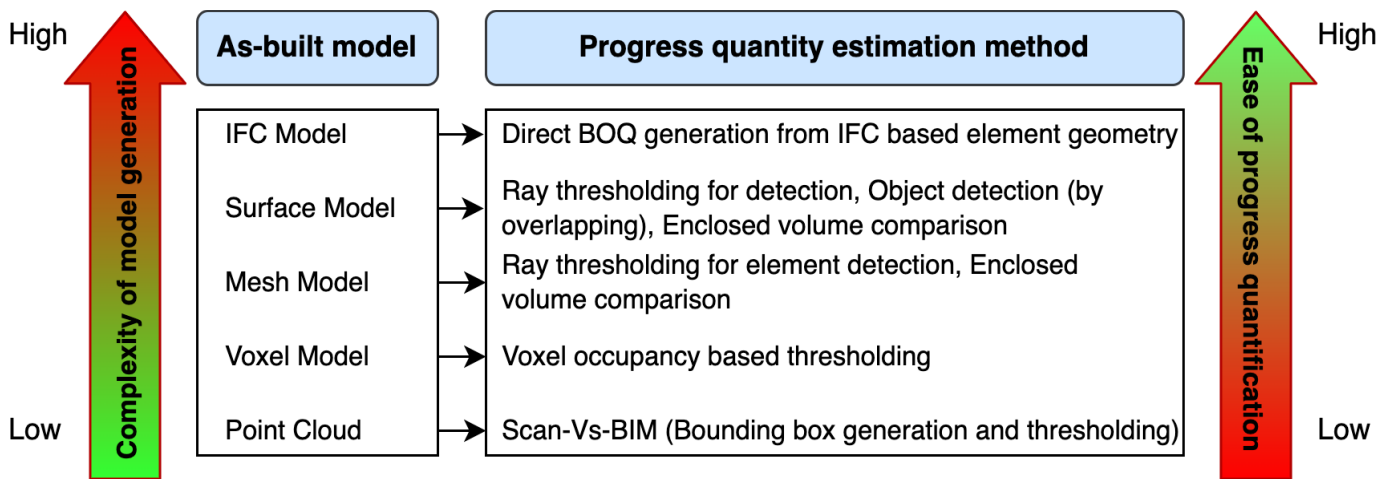 High
As-built model
Progress quantity estimation method
High
Complexity of model generation
Ease of progress quantification
IFC Model
Direct BOQ generation from IFC based element geometry
Surface Model
Ray thresholding for detection, Object detection (by
overlapping), Enclosed volume comparison
Mesh Model
Ray thresholding for element detection, Enclosed
volume comparison
Voxel Model
Voxel occupancy based thresholding
Low
Point Cloud
Scan-Vs-BIM (Bounding box generation and thresholding)
Low